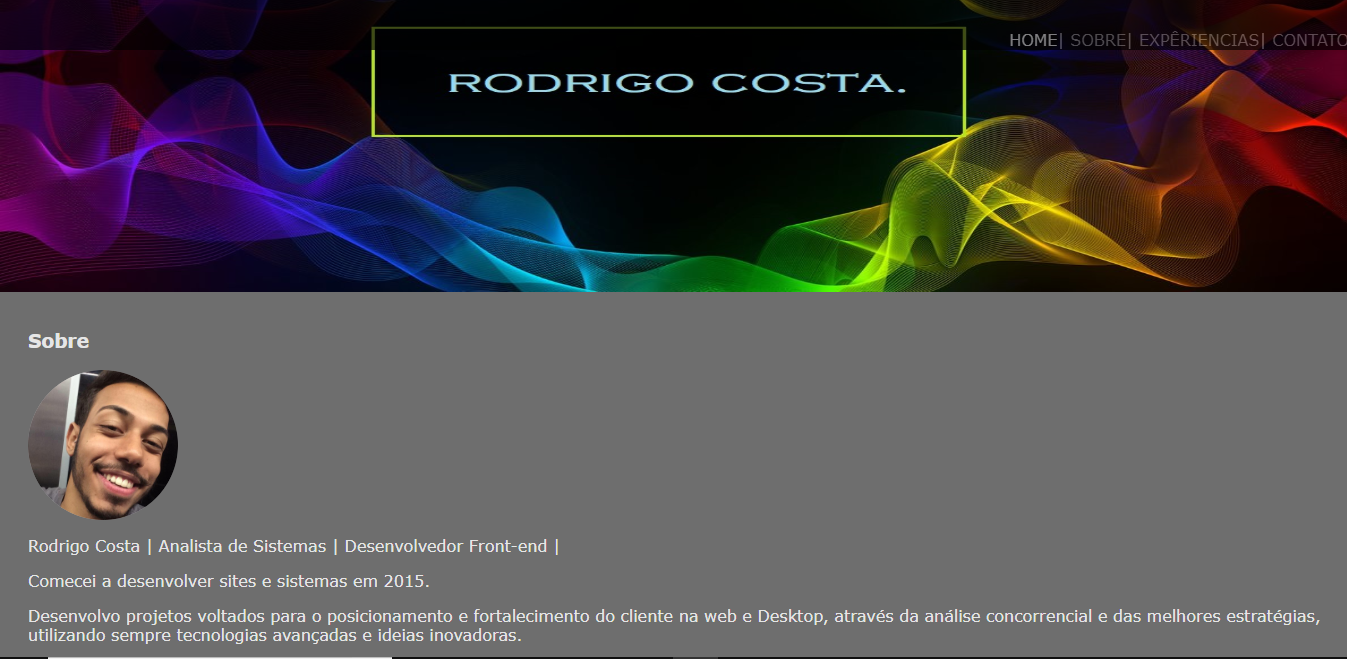 HOME| SOBRE| EXPÊRIENCIAS| CONTATO
RODRIGO COSTA.
Sobre
Rodrigo Costa | Analista de Sistemas | Desenvolvedor Front-end |
Comecei a desenvolver sites e sistemas em 2015.
Desenvolvo projetos voltados para o posicionamento e fortalecimento do cliente na web e Desktop, através da análise concorrencial e das melhores estratégias,
utilizando sempre tecnologias avançadas e ideias inovadoras.